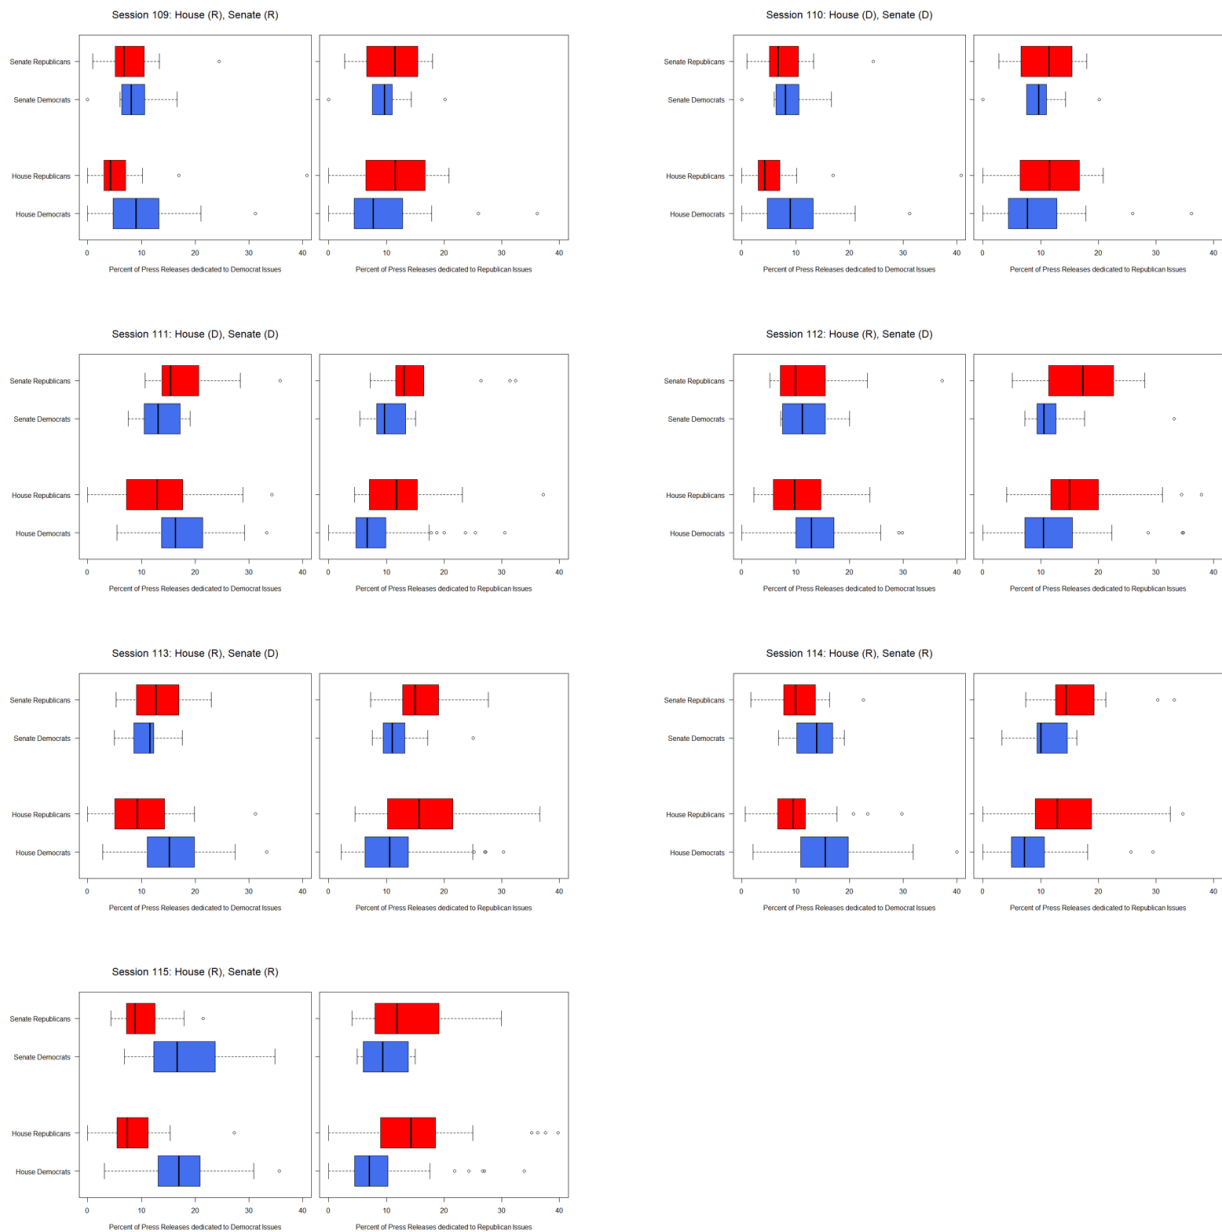 Session 109: House (R), Senate (R)
Senate Republicans
Senate Democrats
House Republicans
House Democrats
0 10 20 30 40 0 10 20 30 40
Percent of Press Releases dedicated to Democrat Issues Percent of Press Releases dedicated to Republican Issues
Session 110: House (D), Senate (D)
Senate Republicans
Senate Democrats
House Republicans
House Democrats
0 10 20 30 40 0 10 20 30 40
Percent of Press Releases dedicated to Democrat Issues Percent of Press Releases dedicated to Republican Issues
Session 111: House (D), Senate (D)
Senate Republicans
Senate Democrats
House Republicans
House Democrats
0 10 20 30 40 0 10 20 30 40
Percent of Press Releases dedicated to Democrat Issues Percent of Press Releases dedicated to Republican Issues
Session 112: House (R), Senate (D)
Senate Republicans
Senate Democrats
House Republicans
House Democrats
0 10 20 30 40 0 10 20 30 40
Percent of Press Releases dedicated to Democrat Issues Percent of Press Releases dedicated to Republican Issues
Session 113: House (R), Senate (D)
Senate Republicans
Senate Democrats
House Republicans
House Democrats
0 10 20 30 40 0 10 20 30 40
Percent of Press Releases dedicated to Democrat Issues Percent of Press Releases dedicated to Republican Issues
Session 114: House (R), Senate (R)
Senate Republicans
Senate Democrats
House Republicans
House Democrats
0 10 20 30 40 0 10 20 30 40
Percent of Press Releases dedicated to Democrat Issues Percent of Press Releases dedicated to Republican Issues
Session 115: House (R), Senate (R)
Senate Republicans
Senate Democrats
House Republicans
House Democrats
0 10 20 30 40 0 10 20 30 40
Percent of Press Releases dedicated to Democrat Issues Percent of Press Releases dedicated to Republican Issues